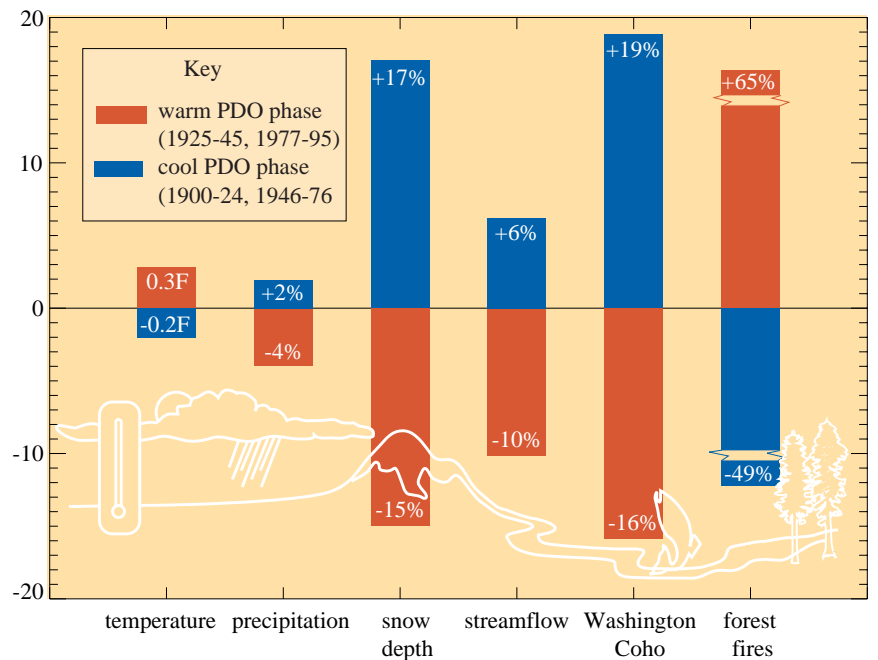 20
10
0
-10
-20
Key
warm PDO phase
(1925-45, 1977-95)
cool PDO phase
(1900-24, 1946-76
0.3F
-0.2F
+2%
-4%
+17%
-15%
+6%
-10%
+19%
-16%
+65%
-49%
temperature
precipitation
snow
depth
streamflow
Washington
Coho
forest
fires